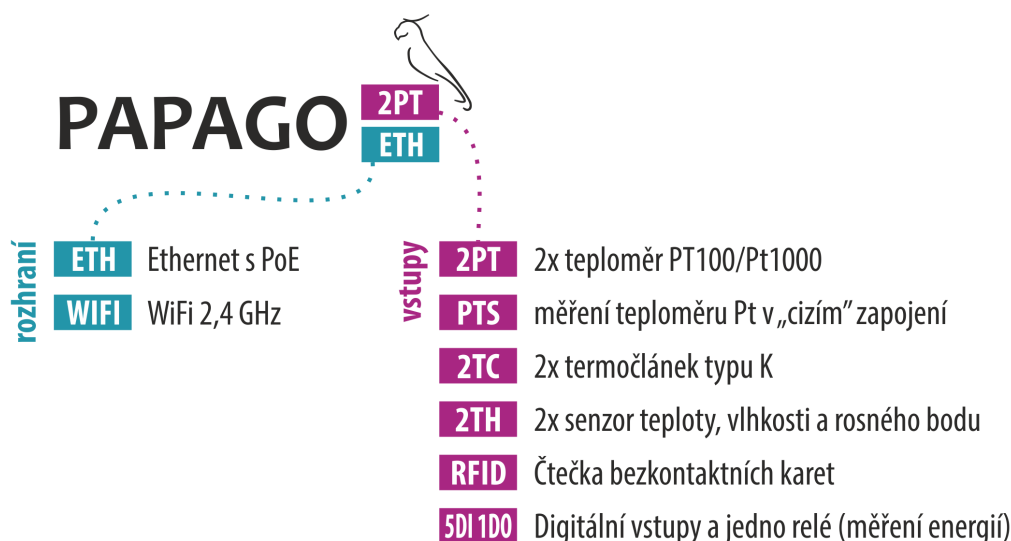 PAPAGO 2PT
ETH
rozhraní
ETH Ethernet s PoE
WIFI WiFi 2,4 GHz
vstupy
2PT 2x teploměr PT100/Pt1000
PTS měření teploměru Pt v „cizím” zapojení
2TC 2x termočlánek typu K
2TH 2x senzor teploty, vlhkosti a rosného bodu
RFID Čtečka bezkontaktních karet
5DI 1DO Digitální vstupy a jedno relé (měření energií)